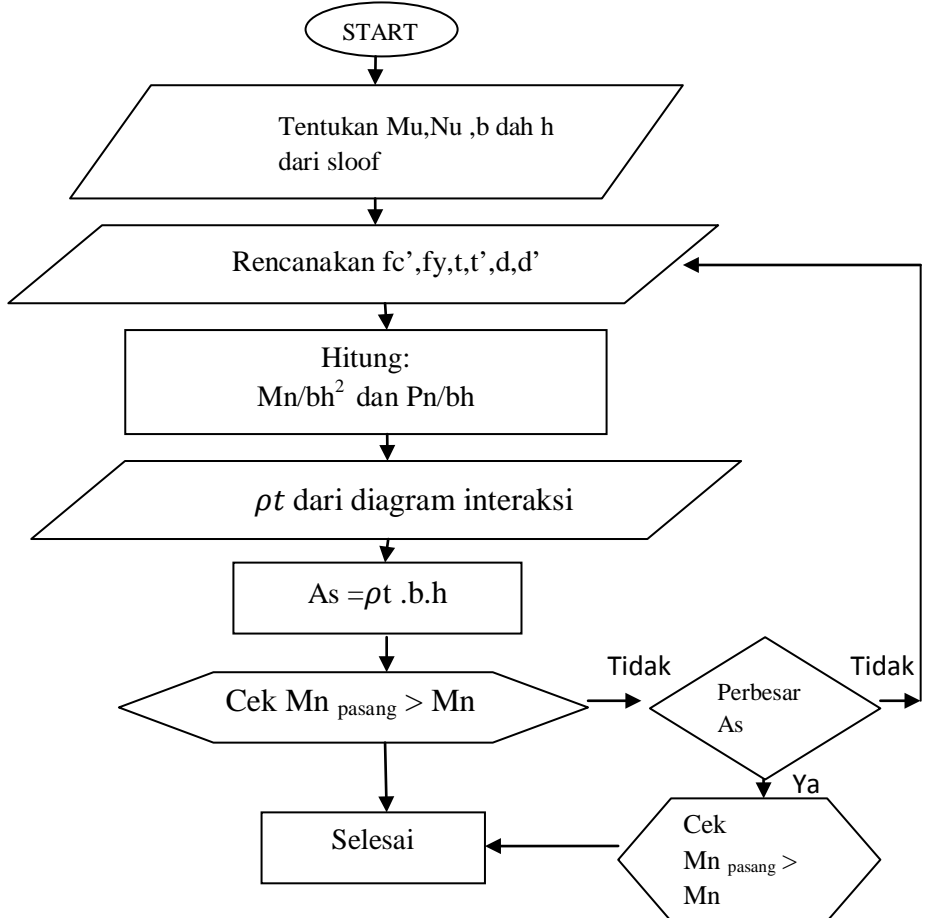 START
Tentukan Mu,Nu ,b dah h
dari sloof
Rencanakan fc’,fy,t,t’,d,d’
Hitung:
Mn/bh² dan Pn/bh
𝜌𝑡 dari diagram interaksi
As =𝜌t .b.h
Cek Mn pasang > Mn
Tidak
Perbesar
As
Tidak
Ya
Cek
Mn pasang >
Mn
Selesai